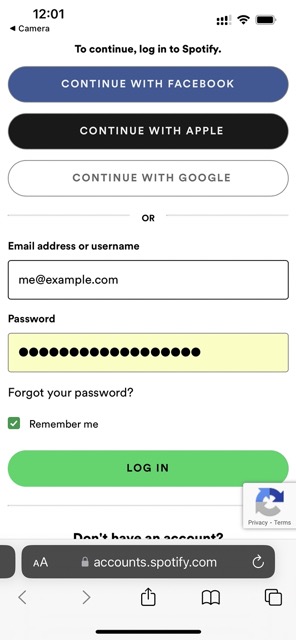 12:01
◀ Camera
To continue, log in to Spotify.
CONTINUE WITH FACEBOOK
CONTINUE WITH APPLE
CONTINUE WITH GOOGLE
OR
Email address or username
me@example.com
Password
●●●●●●●●●●●●●●●●●●
Forgot your password?
Remember me
LOG IN
Privacy - Terms
Don't have an account?
AA accounts.spotify.com